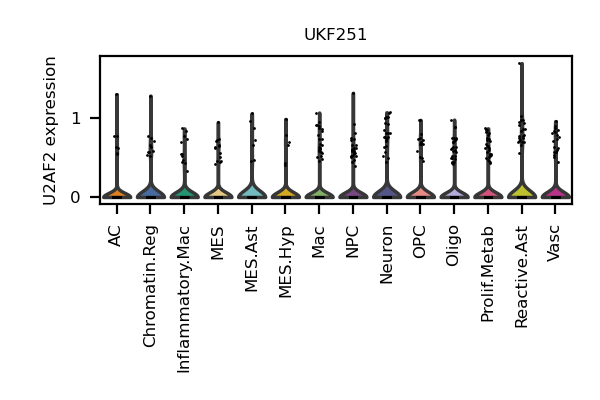 UKF251
U2AF2 expression
1
0
AC
Chromatin.Reg
Inflammatory.Mac
MES
MES.Ast
MES.Hyp
Mac
NPC
Neuron
OPC
Oligo
Prolif.Metab
Reactive.Ast
Vasc